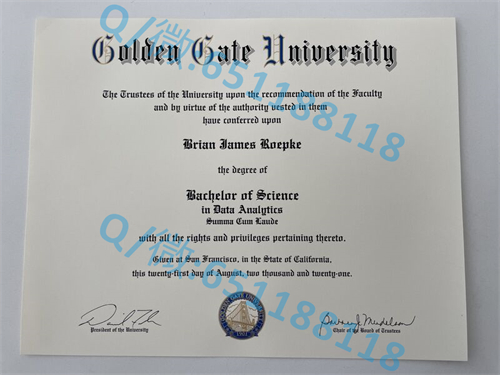 Golden Gate University
The Trustees of the University upon the recommendation of the Faculty
and by virtue of the authority vested in them
have conferred upon
Brian James Roepke
the degree of
Bachelor of Science
in Data Analytics
Summa Cum Laude
with all the rights and privileges pertaining thereto.
Given at San Francisco, in the State of California,
this twenty-first day of August, two thousand and twenty-one.
President of the University
Chair of the Board of Trustees
Q/微:651188118
Q/微:651188118